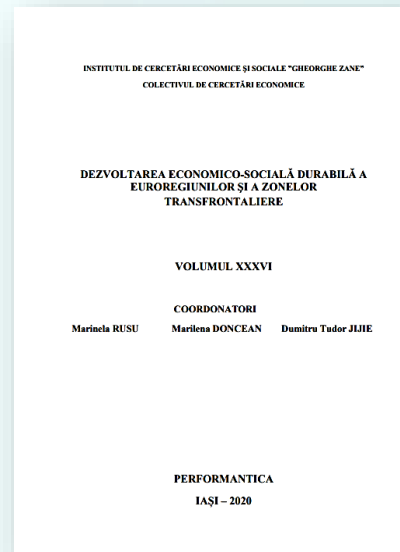 INSTITUTUL DE CERCETĂRI ECONOMICE ŞI SOCIALE "GHEORGHE ZANE"
COLECTIVUL DE CERCETĂRI ECONOMICE
DEZVOLTAREA ECONOMICO-SOCIALĂ DURABILĂ A
EUROREGIUNILOR ŞI A ZONELOR
TRANSFRONTALIERE
VOLUMUL XXXVI
COORDONATORI
Marinela RUSU Marilena DONCEAN Dumitru Tudor JIJIE
PERFORMANTICA
IAŞI – 2020